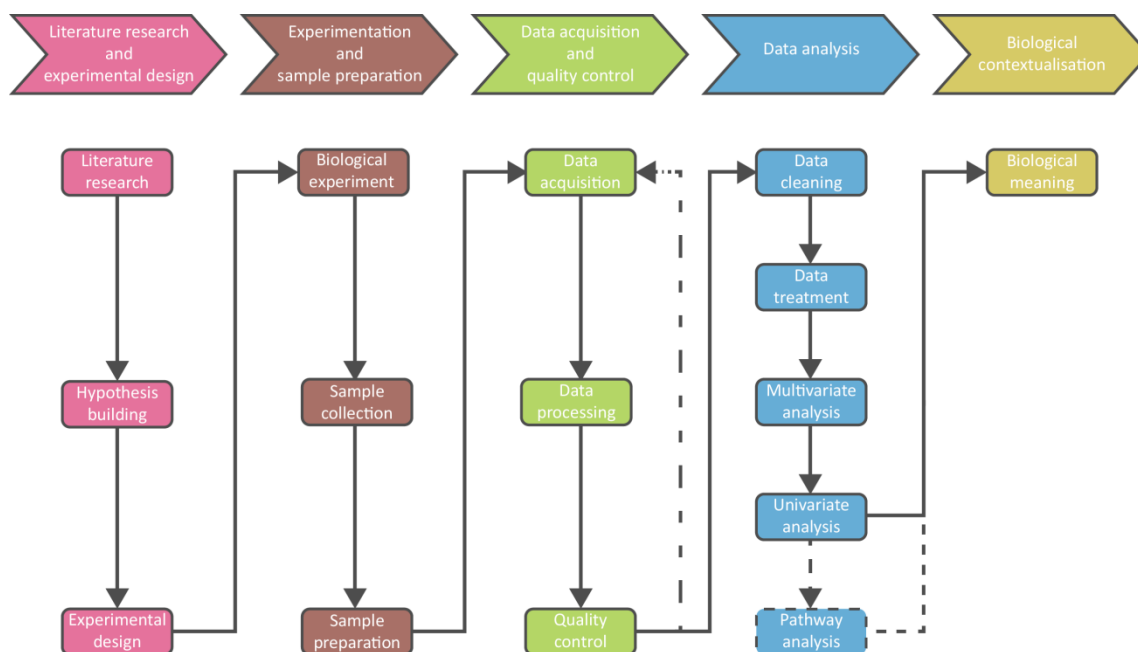 Literature research
and
experimental design
Experimentation
and
sample preparation
Data acquisition
and
quality control
Data analysis
Biological
contextualisation
Literature
research
Hypothesis
building
Experimental
design
Biological
experiment
Sample
collection
Sample
preparation
Data
acquisition
Data
processing
Quality
control
Data
cleaning
Data
treatment
Multivariate
analysis
Univariate
analysis
Pathway
analysis
Biological
meaning